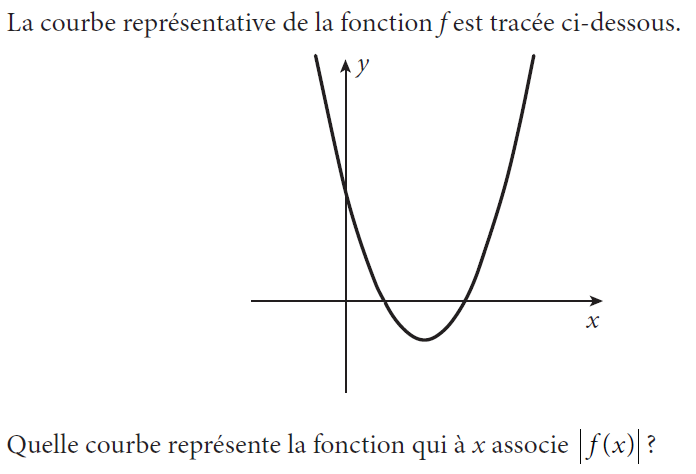 La courbe représentative de la fonction f est tracée ci-dessous.
y
x
Quelle courbe représente la fonction qui à x associe |f(x)| ?